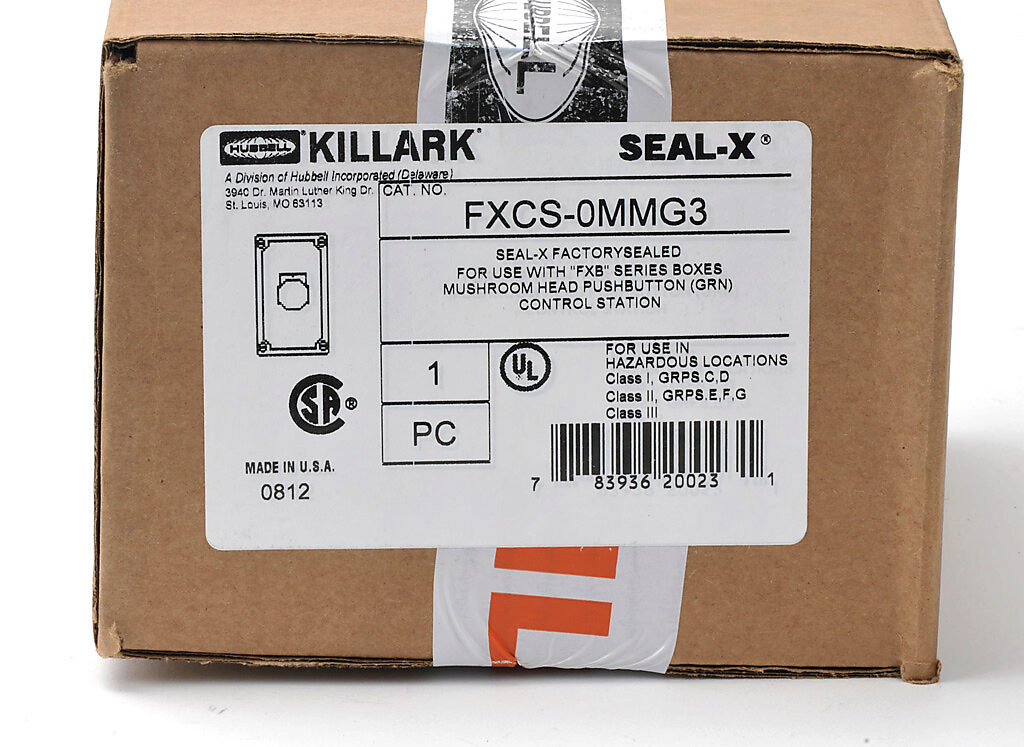 HUBBELL
HUBBELL ® KILLARK ® SEAL-X ®
A Division of Hubbell Incorporated (Delaware)
3940 Dr. Martin Luther King Dr.
St. Louis, MO 63113
CAT. NO.
FXCS-0MMG3
SEAL-X FACTORYSEALED
FOR USE WITH "FXB" SERIES BOXES
MUSHROOM HEAD PUSHBUTTON (GRN)
CONTROL STATION
1
PC
UL
FOR USE IN
HAZARDOUS LOCATIONS
Class I, GRPS.C,D
Class II, GRPS.E,F,G
Class III
SA ®
MADE IN U.S.A.
0812
7 83936 20023 1